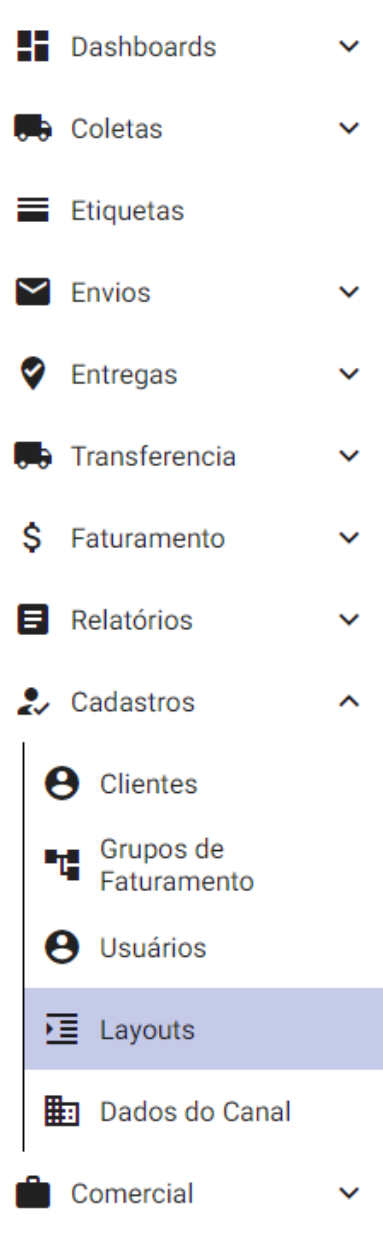 Dashboards
Coletas
Etiquetas
Envios
Entregas
Transferencia
$ Faturamento
Relatórios
Cadastros
Clientes
Grupos de
Faturamento
Usuários
Layouts
Dados do Canal
Comercial